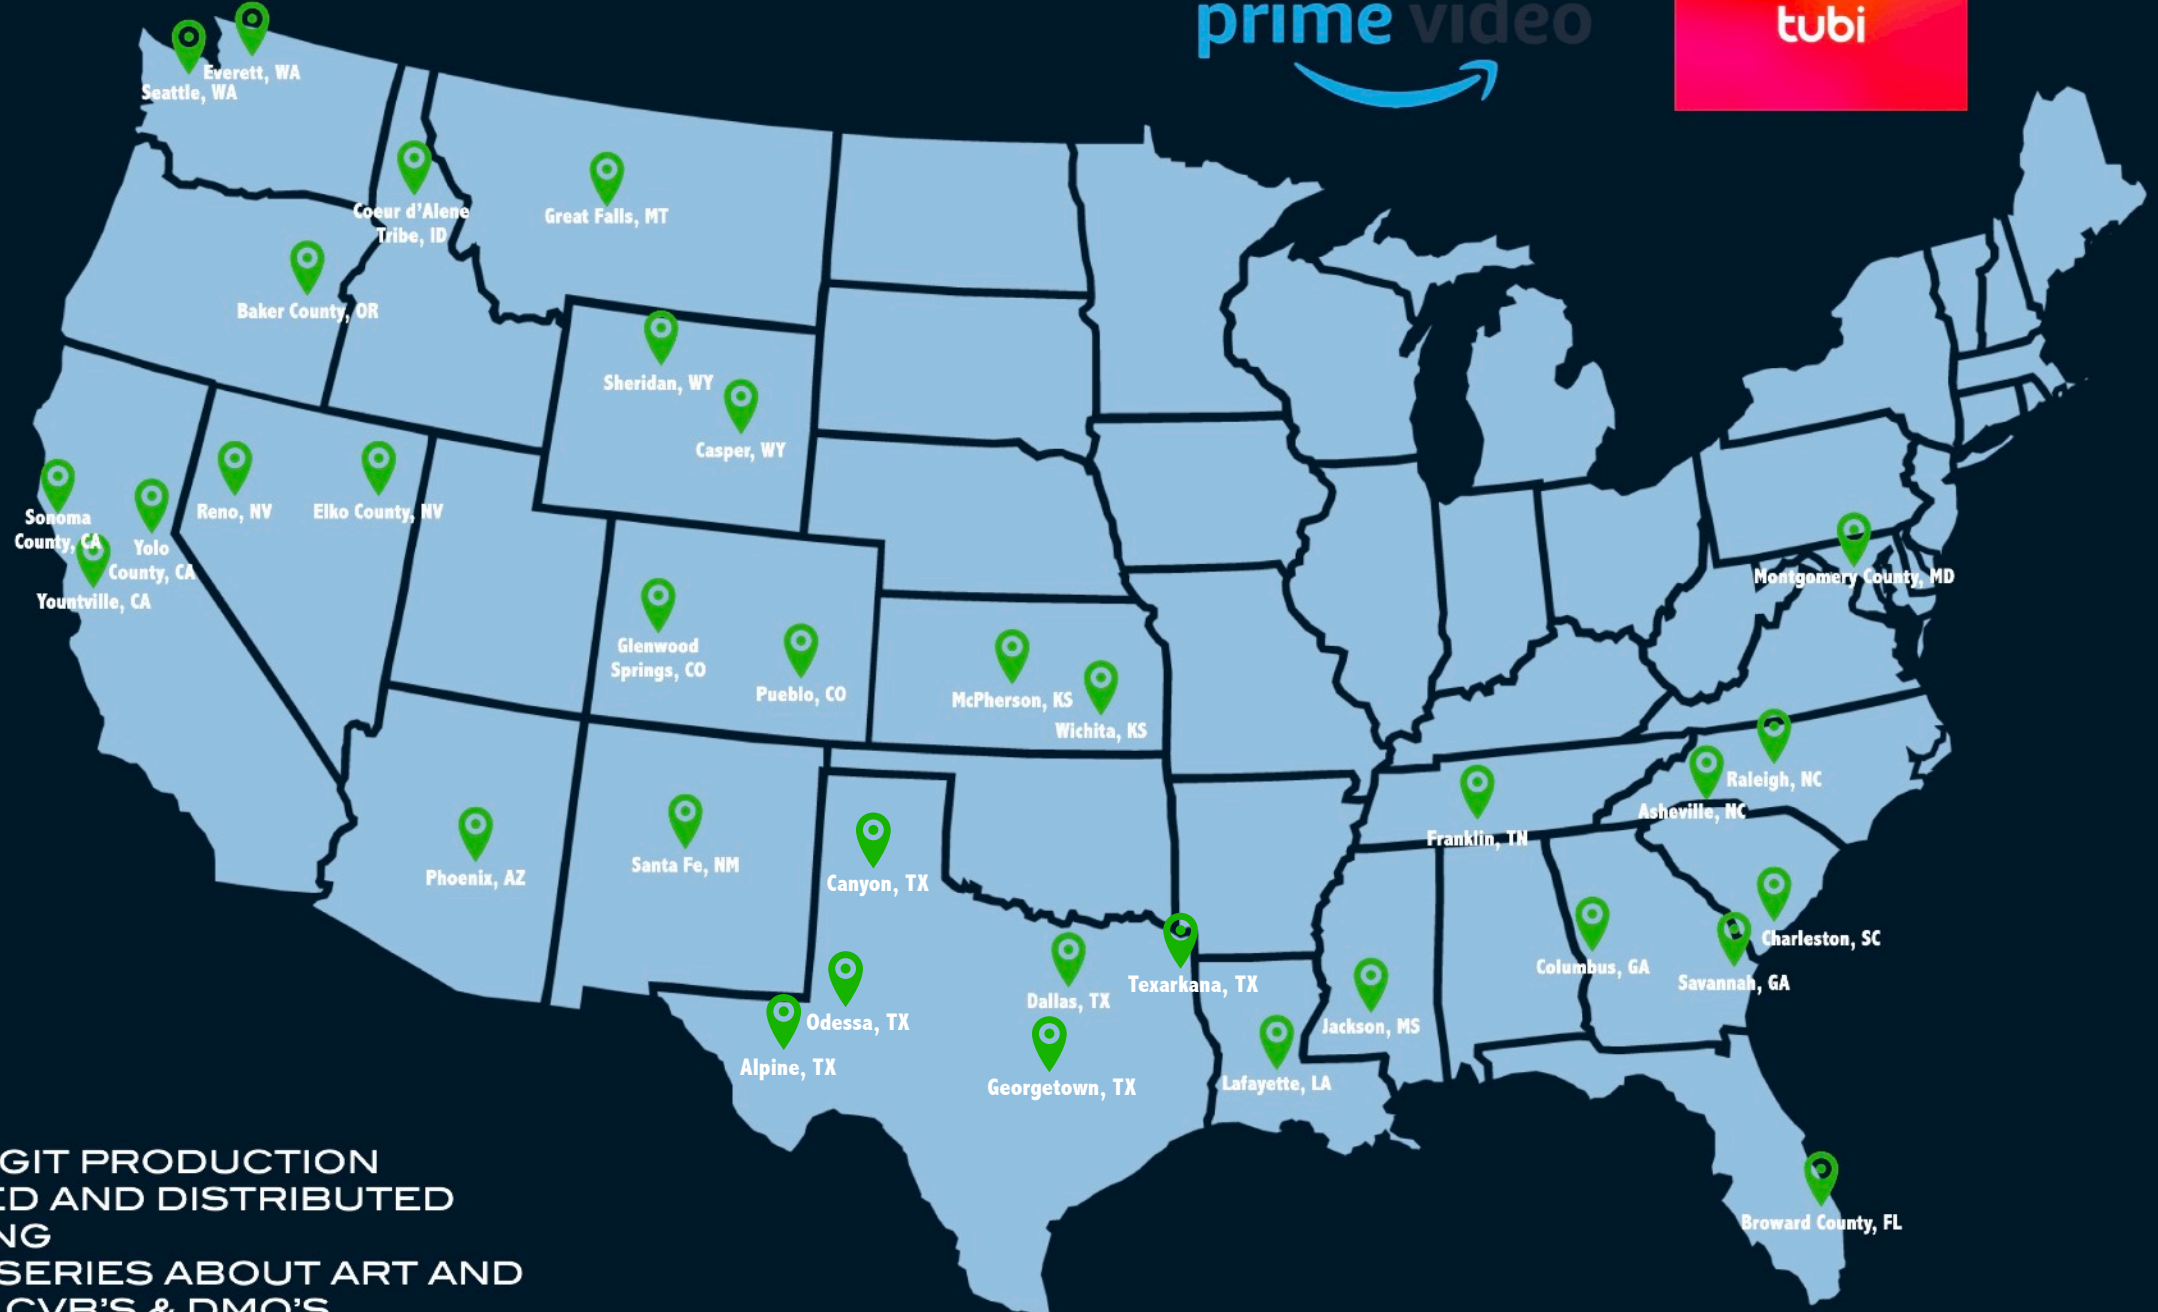 prime video
tubi
Everett, WA
Seattle, WA
Coeur d'Alene
Tribe, ID
Great Falls, MT
Baker County, OR
Sheridan, WY
Casper, WY
Reno, NV
Elko County, NV
Sonoma
County, CA
Yolo
County, CA
Yountville, CA
Glenwood
Springs, CO
Pueblo, CO
McPherson, KS
Wichita, KS
Montgomery County, MD
Raleigh, NC
Asheville, NC
Franklin, TN
Phoenix, AZ
Santa Fe, NM
Canyon, TX
Charleston, SC
Columbus, GA
Savannah, GA
Dallas, TX
Texarkana, TX
Odessa, TX
Jackson, MS
Alpine, TX
Georgetown, TX
Lafayette, LA
Broward County, FL
GIT PRODUCTION
ED AND DISTRIBUTED
NG
SERIES ABOUT ART AND
CVB'S & DMO'S